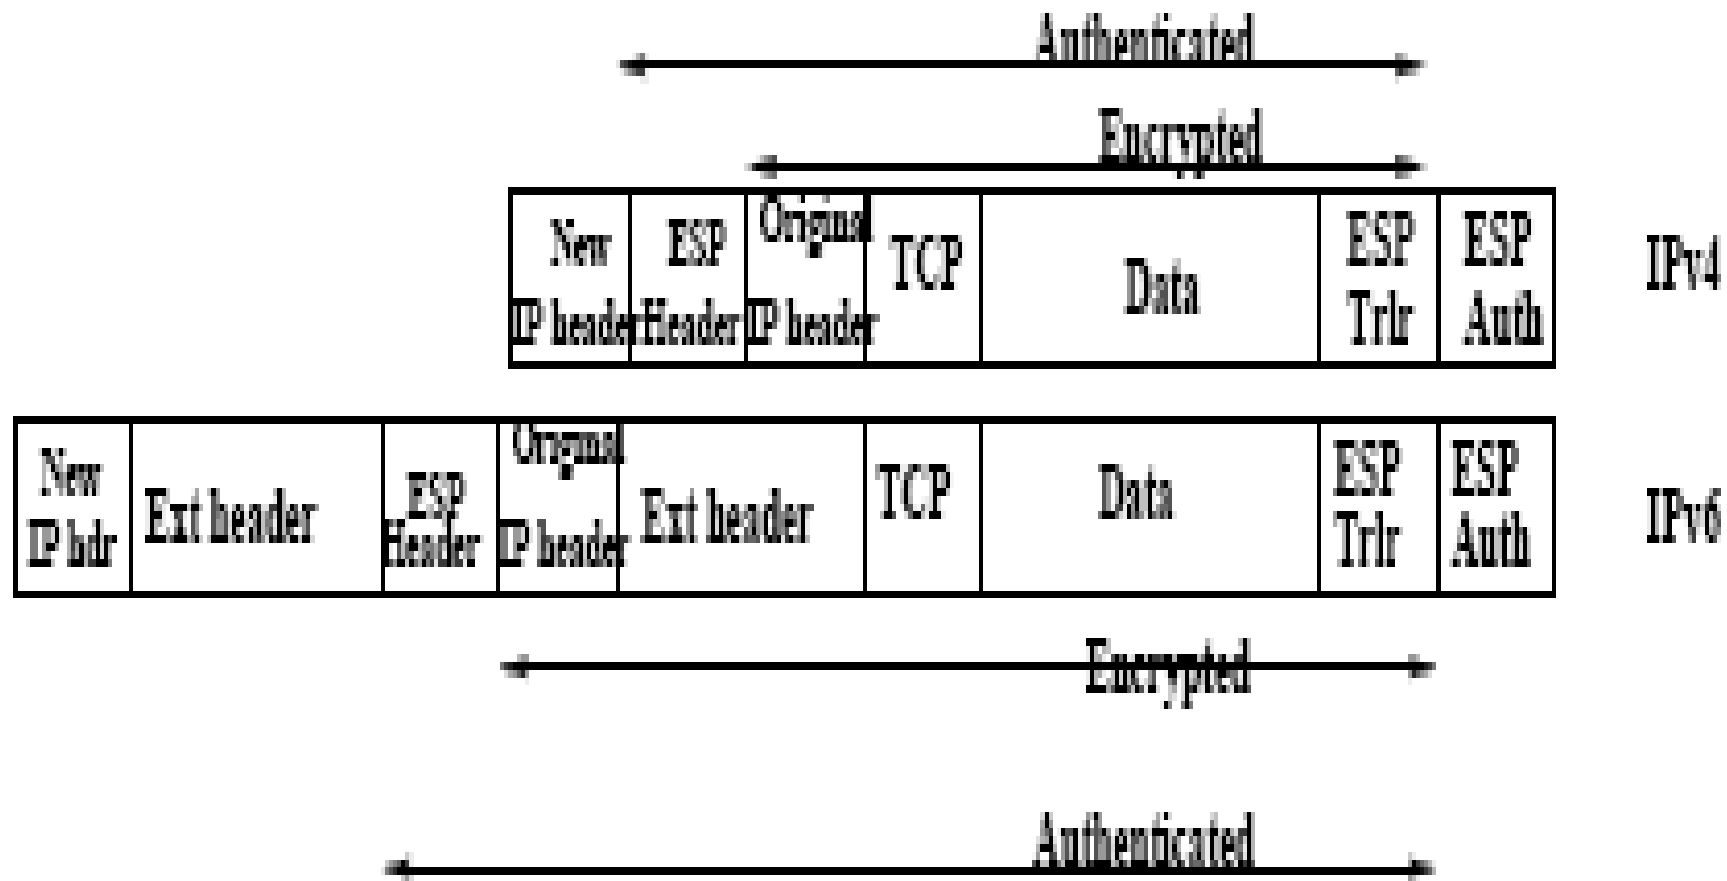 Authenticated
Encrypted
New
IP header
ESP
Header
Original
IP header
TCP
Data
ESP
Trlr
ESP
Auth
IPv4
New
IP hdr
Ext header
ESP
Header
Original
IP header
Ext header
TCP
Data
ESP
Trlr
ESP
Auth
IPv6
Encrypted
Authenticated